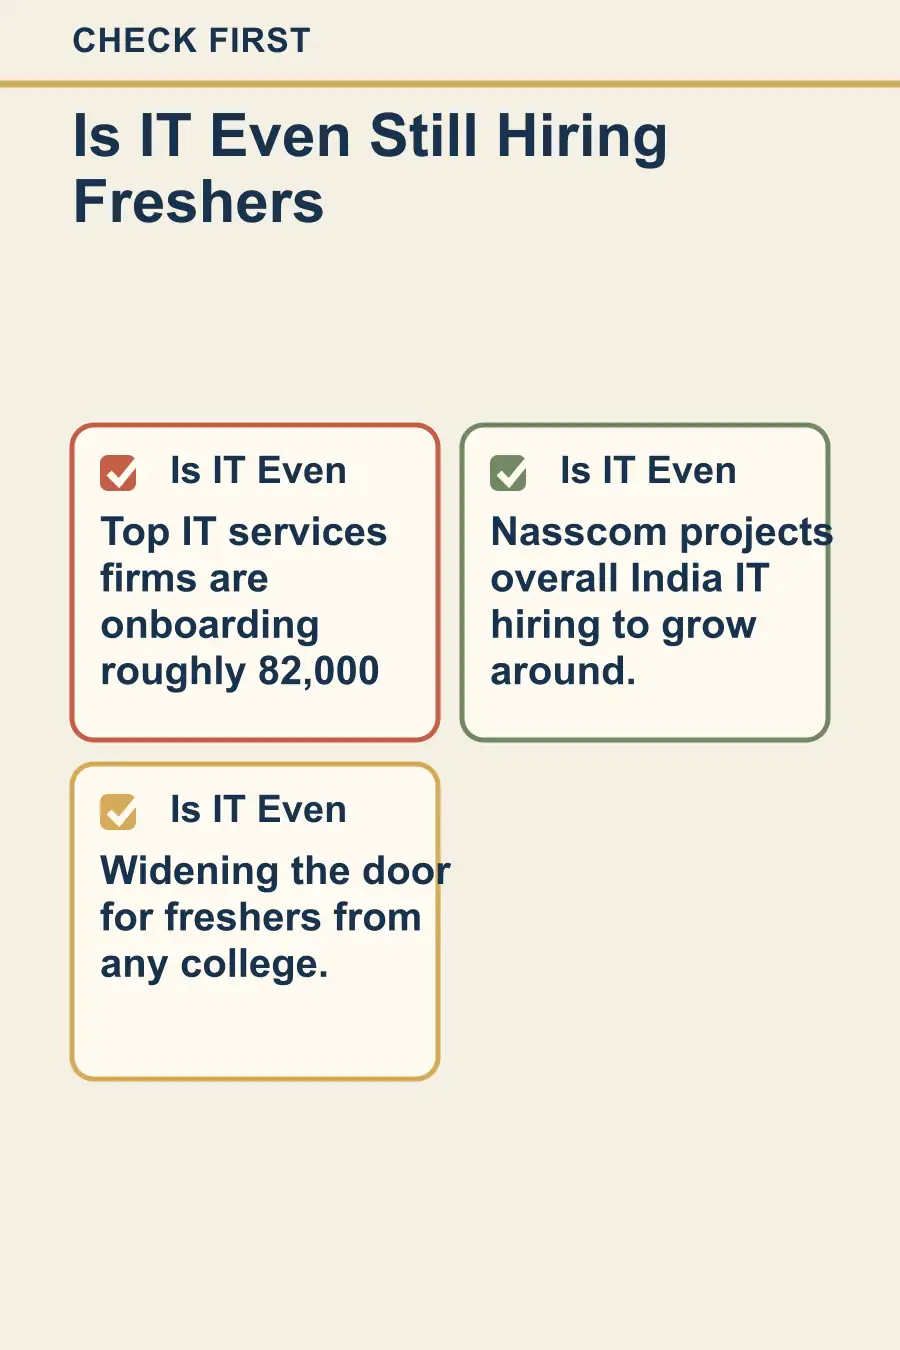 CHECK FIRST
Is IT Even Still Hiring
Freshers
Is IT Even
Top IT services
firms are
onboarding
roughly 82,000
Is IT Even
Nasscom projects
overall India IT
hiring to grow
around.
Is IT Even
Widening the door
for freshers from
any college.